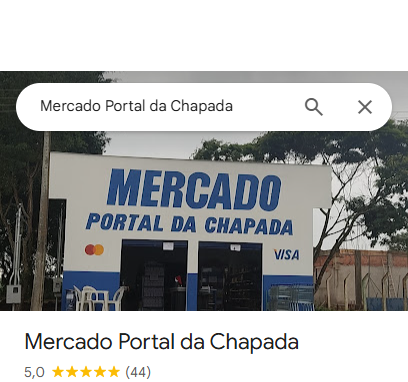 Mercado Portal da Chapada
MERCADO
PORTAL DA CHAPADA
VISA
Mercado Portal da Chapada
5,0 ★★★★★ (44)